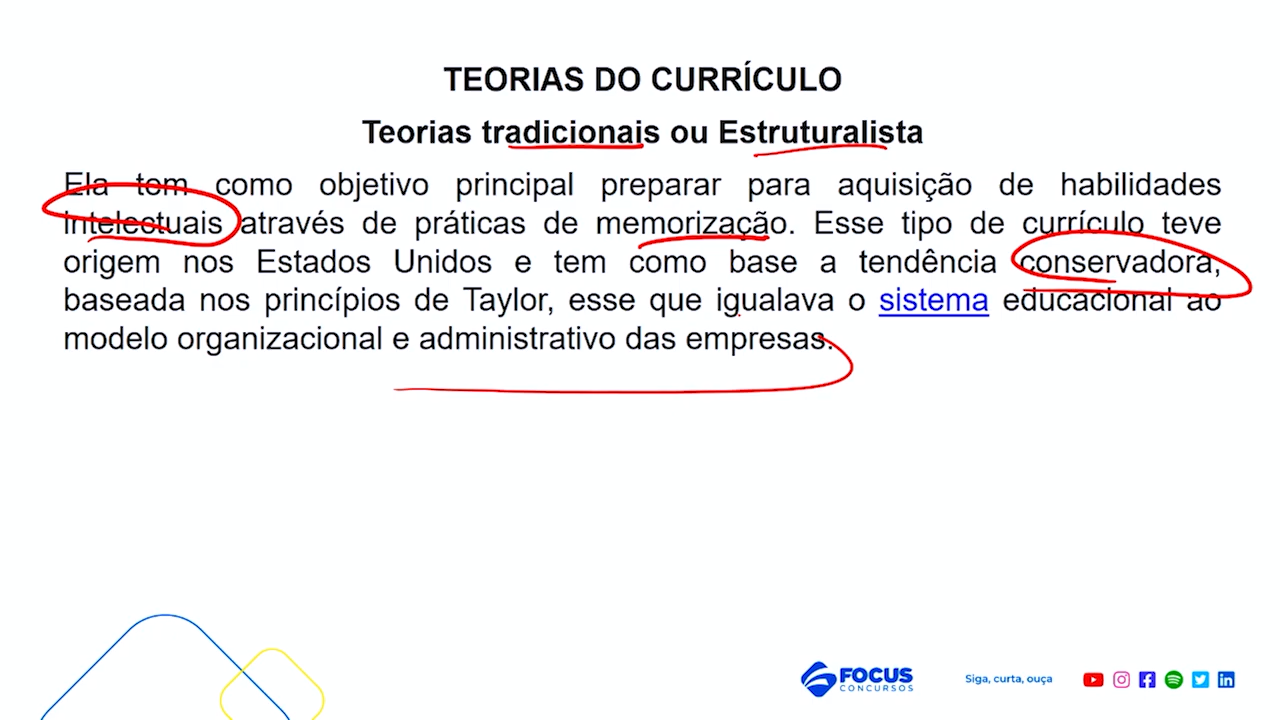 TEORIAS DO CURRÍCULO
Teorias tradicionais ou Estruturalista
Ela tem como objetivo principal preparar para aquisição de habilidades
intelectuais através de práticas de memorização. Esse tipo de currículo teve
origem nos Estados Unidos e tem como base a tendência conservadora,
baseada nos princípios de Taylor, esse que igualava o sistema educacional ao
modelo organizacional e administrativo das empresas.
FOCUS
CONCURSOS
Siga, curta, ouça